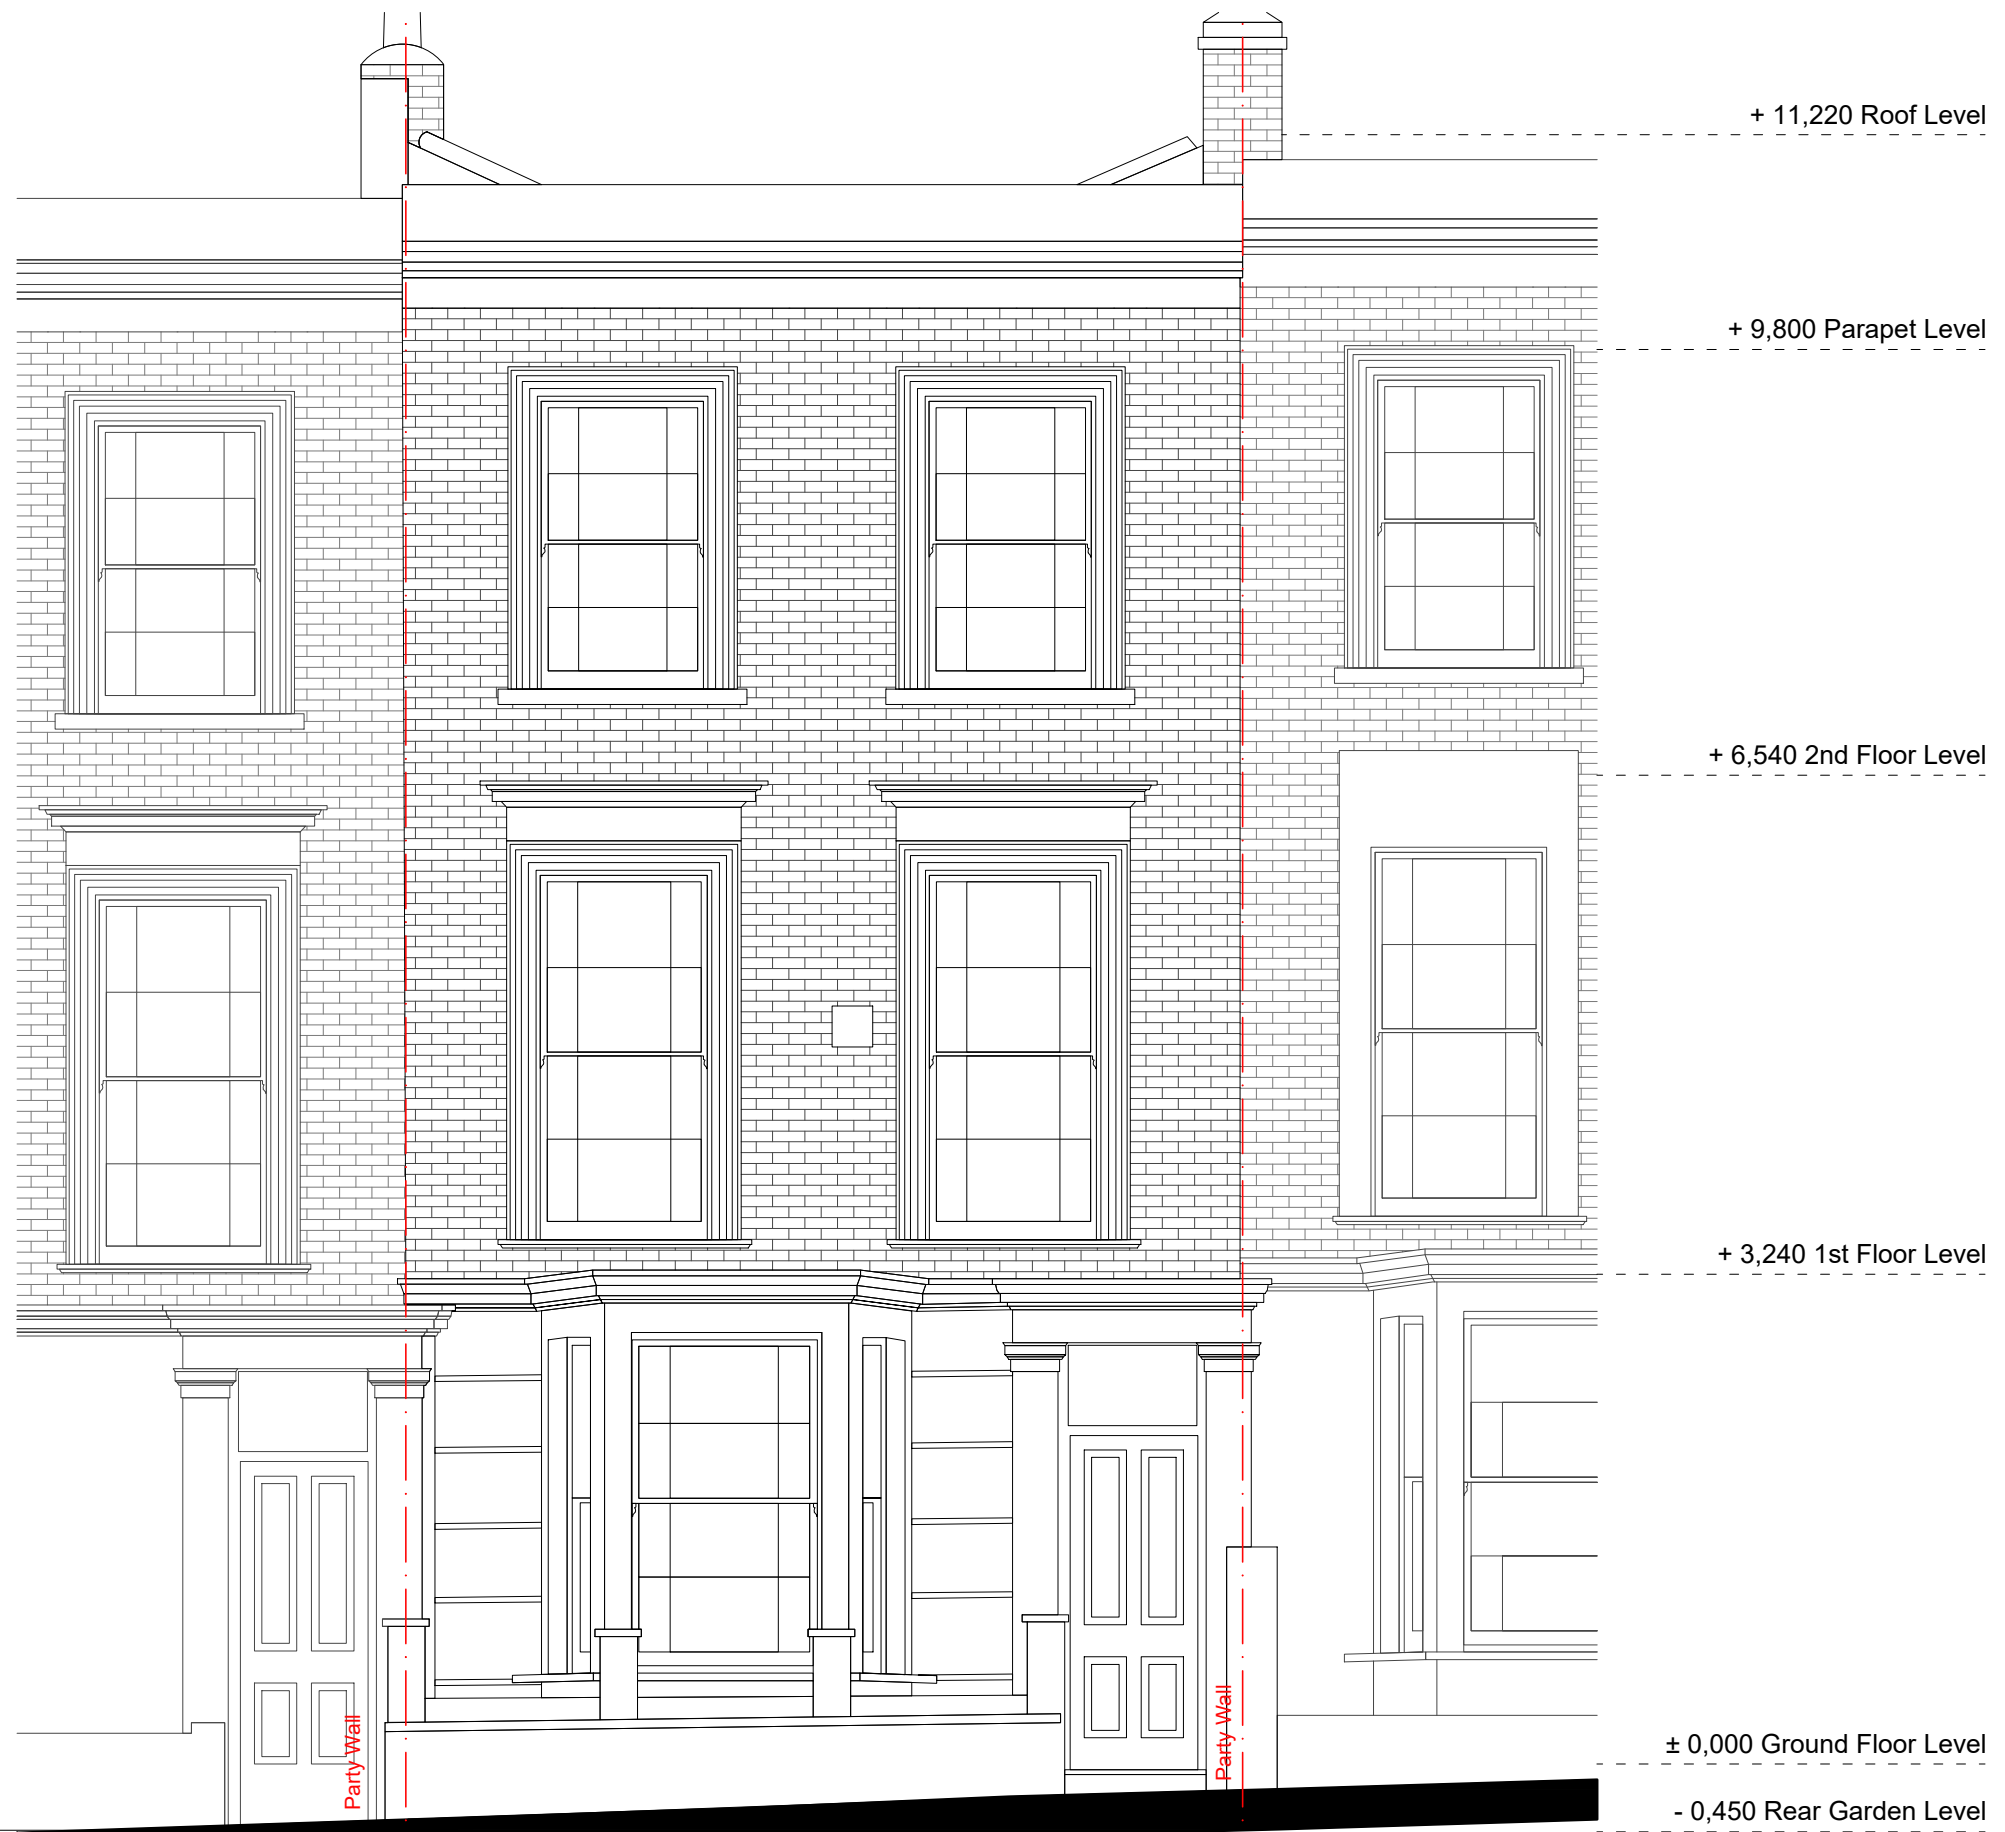 + 11,220 Roof Level
+ 9,800 Parapet Level
+ 6,540 2nd Floor Level
+ 3,240 1st Floor Level
Party Wall
Party Wall
± 0,000 Ground Floor Level
- 0,450 Rear Garden Level